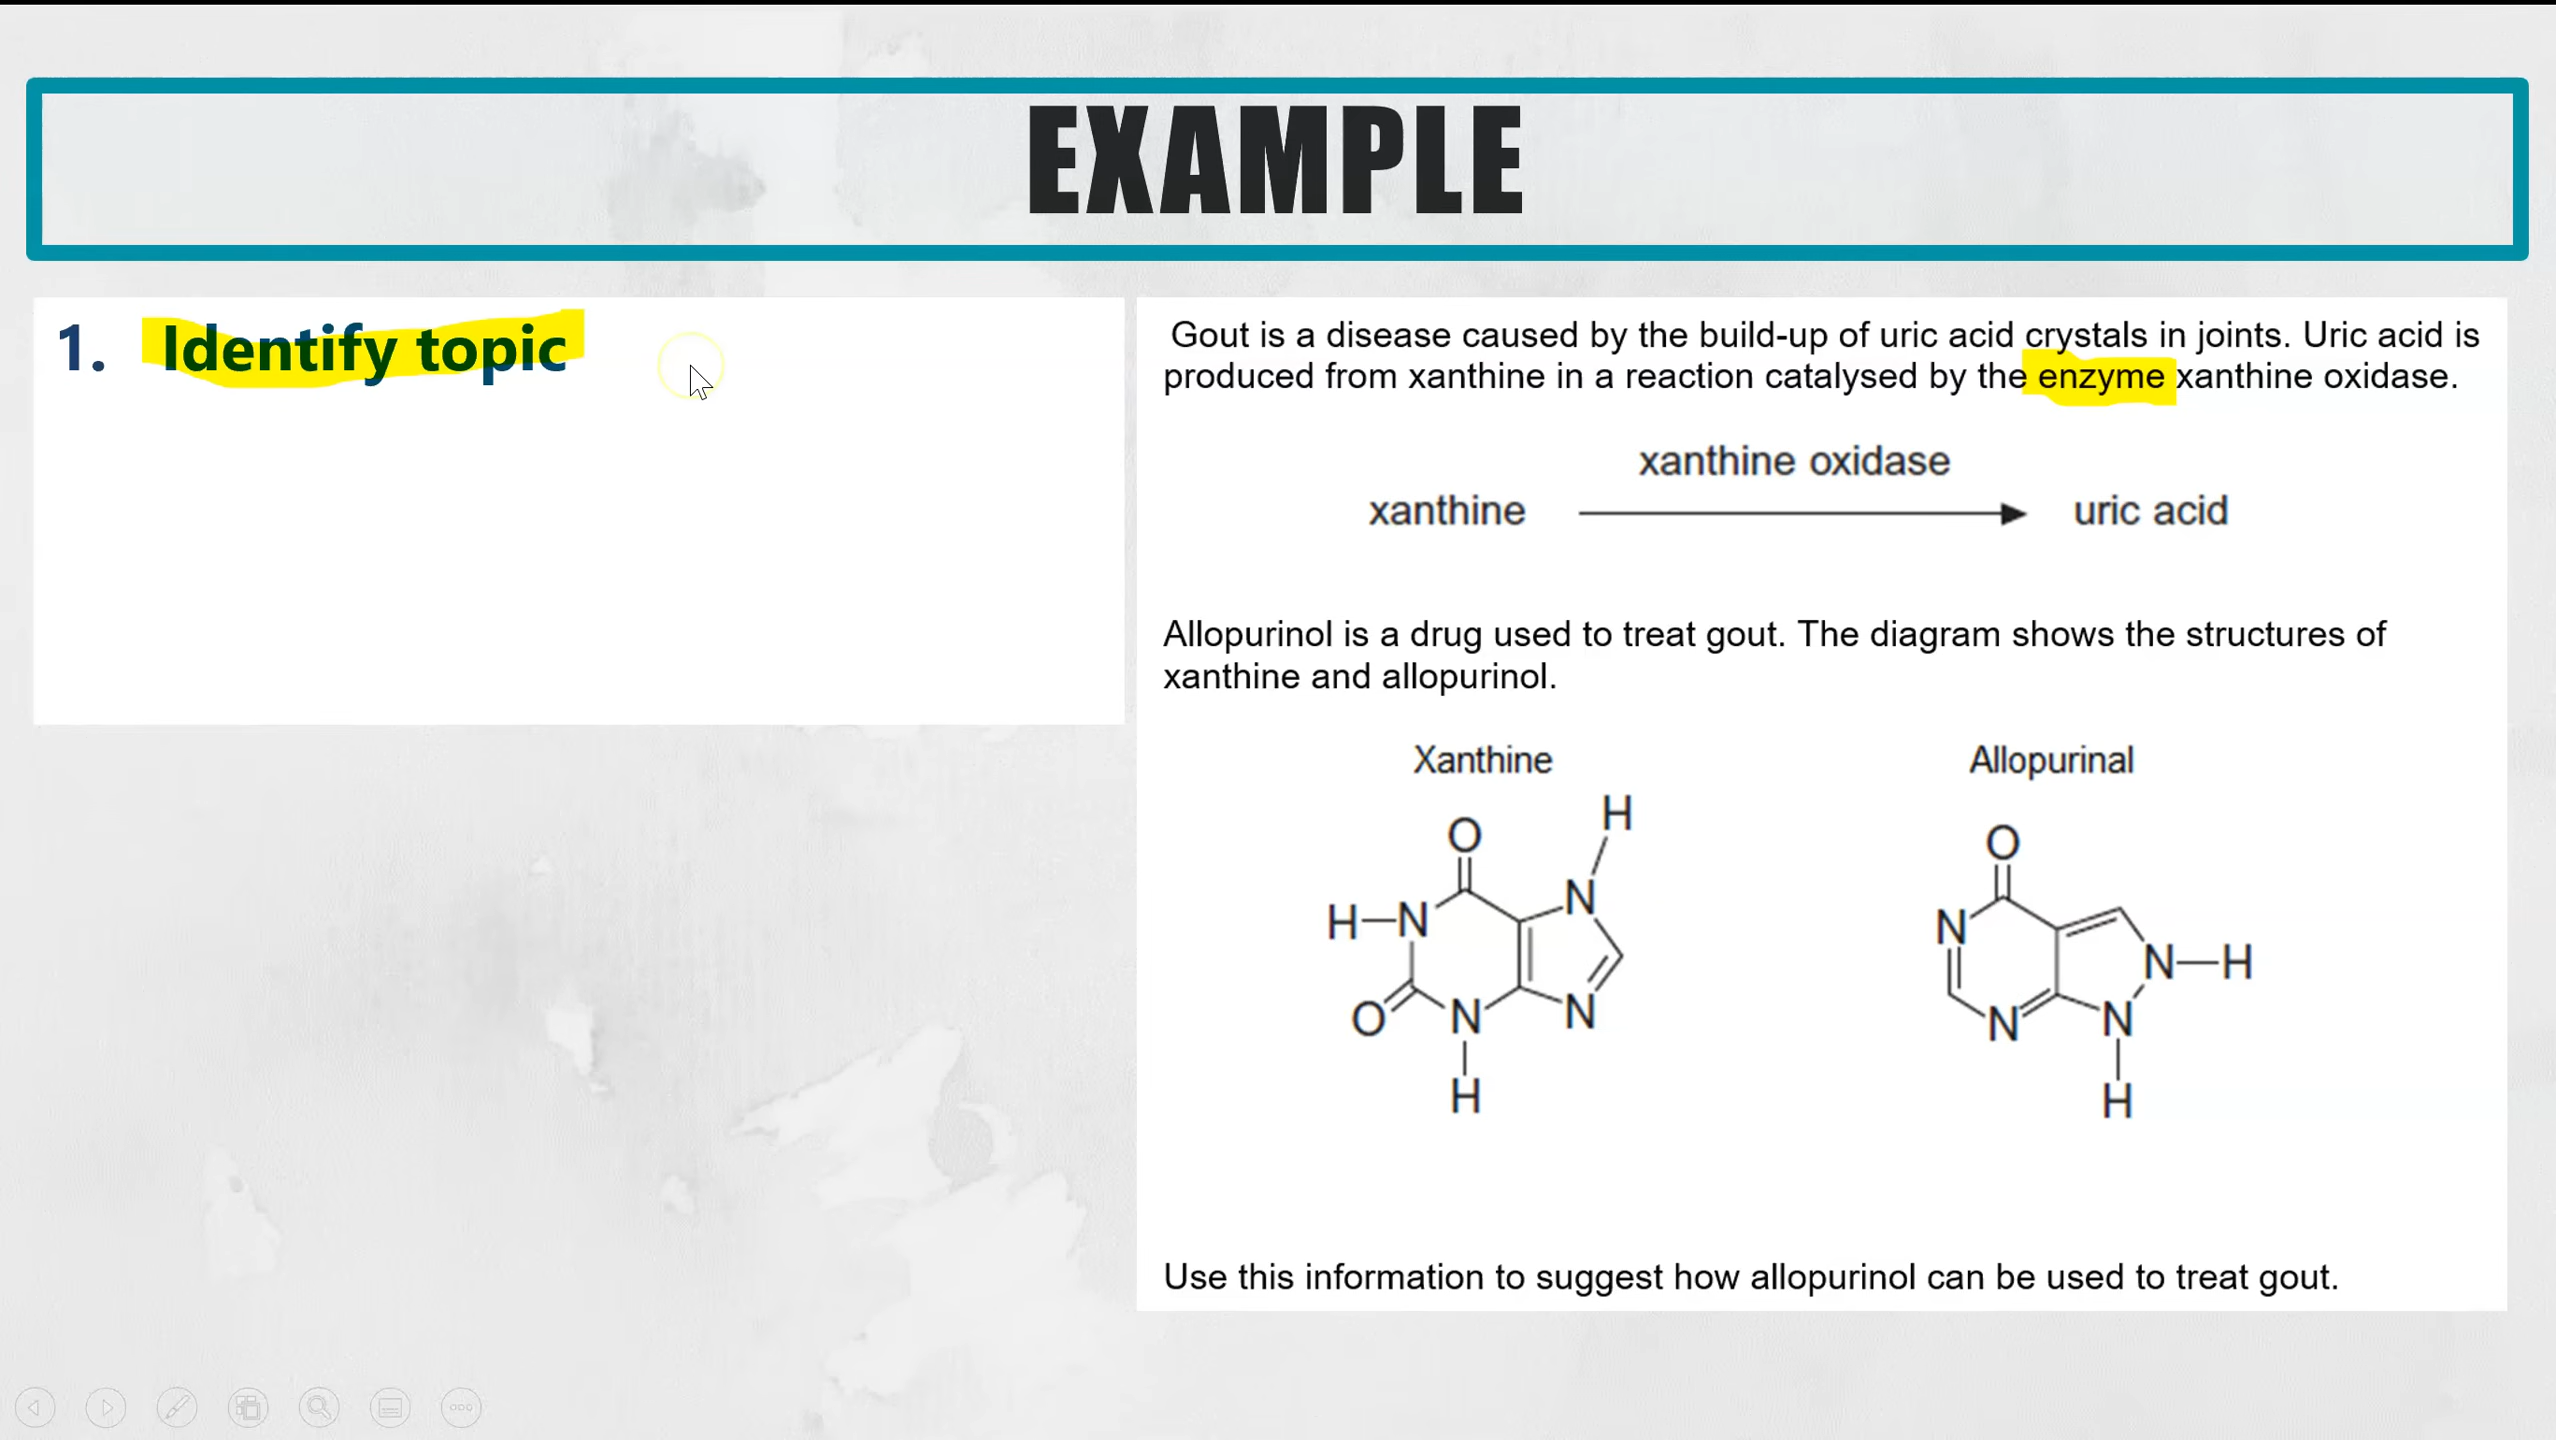 EXAMPLE
1. Identify topic
Gout is a disease caused by the build-up of uric acid crystals in joints. Uric acid is
produced from xanthine in a reaction catalysed by the enzyme xanthine oxidase.
xanthine oxidase
xanthine uric acid
Allopurinol is a drug used to treat gout. The diagram shows the structures of
xanthine and allopurinol.
Xanthine Allopurinal
H
O O
H N N N
N H
O N N N N
H H
Use this information to suggest how allopurinol can be used to treat gout.